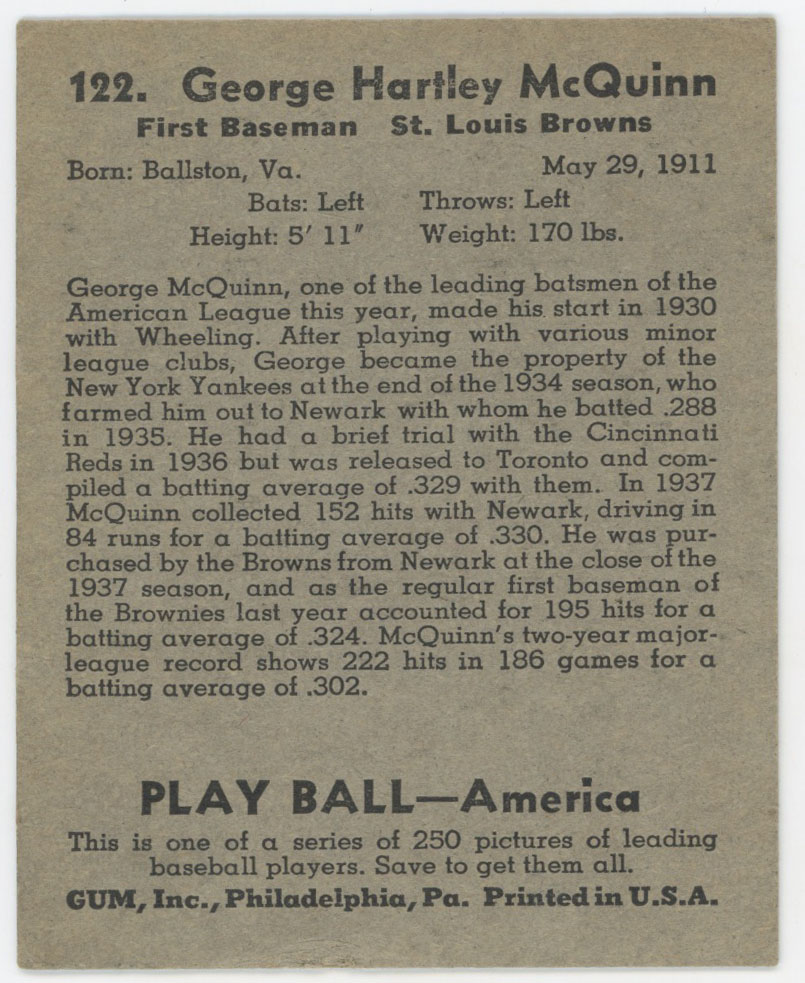 122. George Hartley McQuinn
First Baseman St. Louis Browns
Born: Ballston, Va. May 29, 1911
Bats: Left Throws: Left
Height: 5' 11" Weight: 170 lbs.
George McQuinn, one of the leading batsmen of the
American League this year, made his start in 1930
with Wheeling. After playing with various minor
league clubs, George became the property of the
New York Yankees at the end of the 1934 season, who
farmed him out to Newark with whom he batted .288
in 1935. He had a brief trial with the Cincinnati
Reds in 1936 but was released to Toronto and com-
piled a batting average of .329 with them. In 1937
McQuinn collected 152 hits with Newark, driving in
84 runs for a batting average of .330. He was pur-
chased by the Browns from Newark at the close of the
1937 season, and as the regular first baseman of
the Brownies last year accounted for 195 hits for a
batting average of .324. McQuinn's two-year major-
league record shows 222 hits in 186 games for a
batting average of .302.
PLAY BALL—America
This is one of a series of 250 pictures of leading
baseball players. Save to get them all.
GUM, Inc., Philadelphia, Pa. Printed in U.S.A.